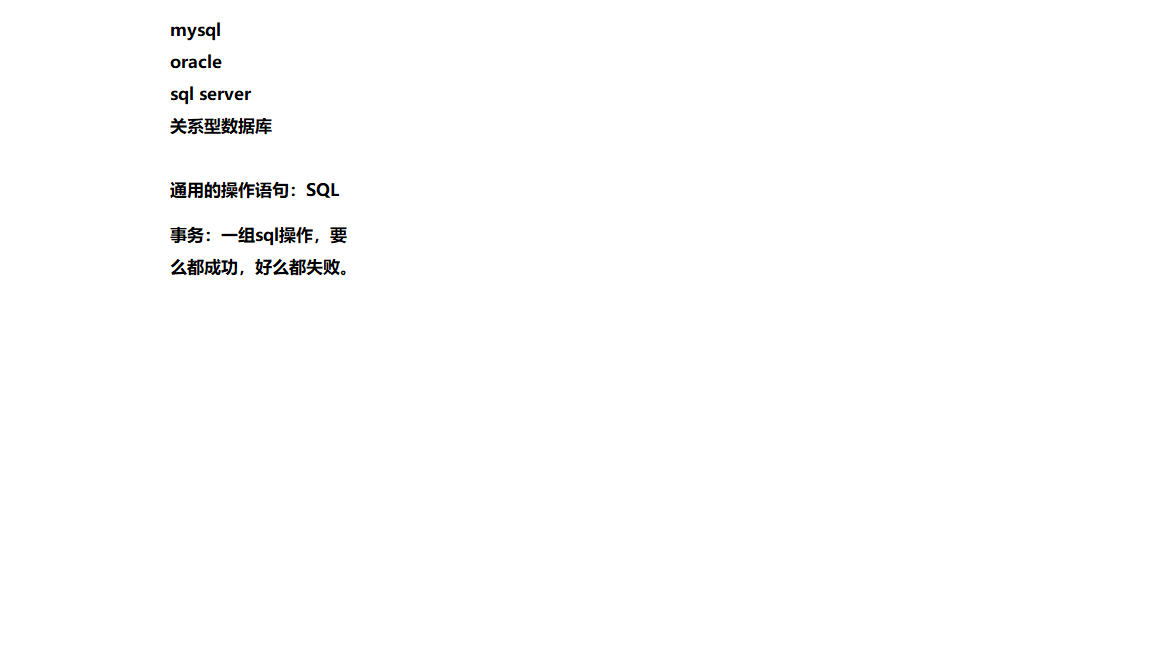 mysql
oracle
sql server
关系型数据库
通用的操作语句：SQL
事务：一组sql操作，要
么都成功，好么都失败。